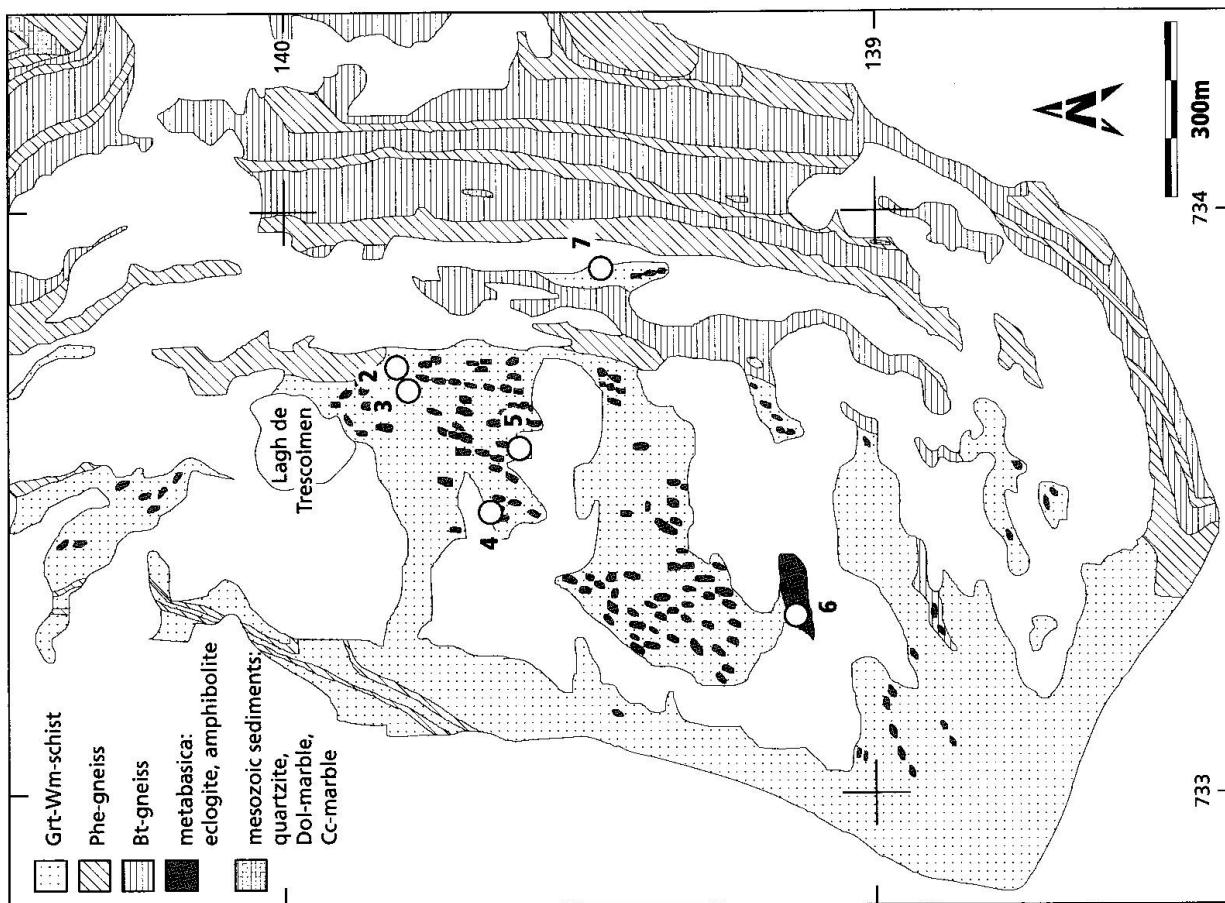 Grt-Wm-schist
Phe-gneiss
Bt-gneiss
metabasica:
eclogite, amphibolite
mesozoic sediments:
quartzite,
Dol-marble,
Cc-marble
Lagh de
Trescolmen
2
3
4
5
6
7
140
139
733
734
N
300m